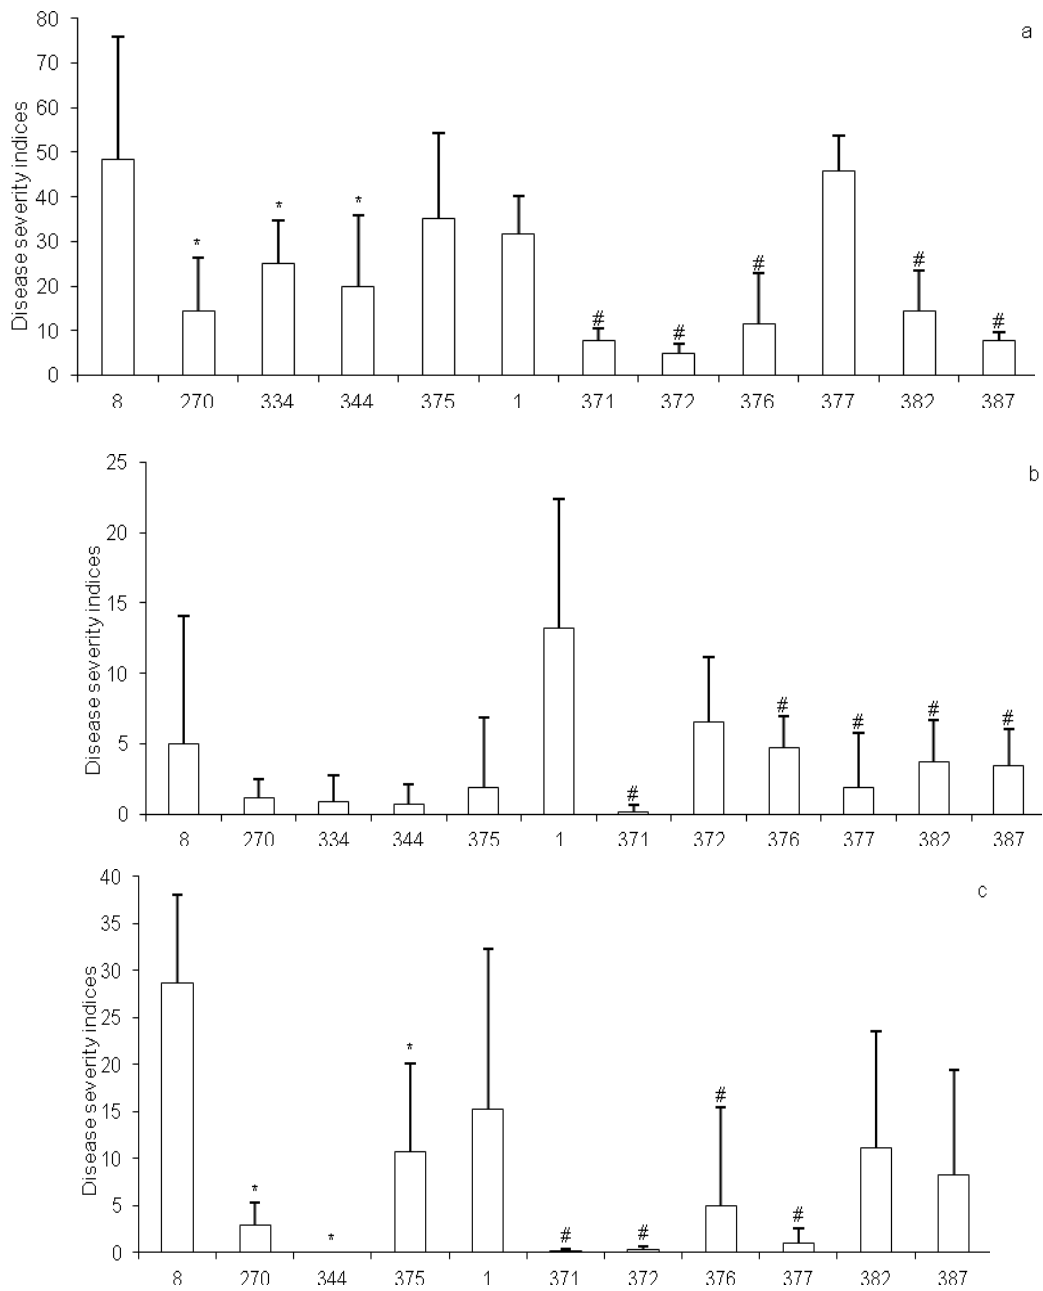 a
Disease severity indices
80
70
60
50
40
30
20
10
0
* * *
# # # # #
8 270 334 344 375 1 371 372 376 377 382 387
b
Disease severity indices
25
20
15
10
5
0
# # # # #
8 270 334 344 375 1 371 372 376 377 382 387
c
Disease severity indices
40
35
30
25
20
15
10
5
0
* * *
# # # #
8 270 344 375 1 371 372 376 377 382 387